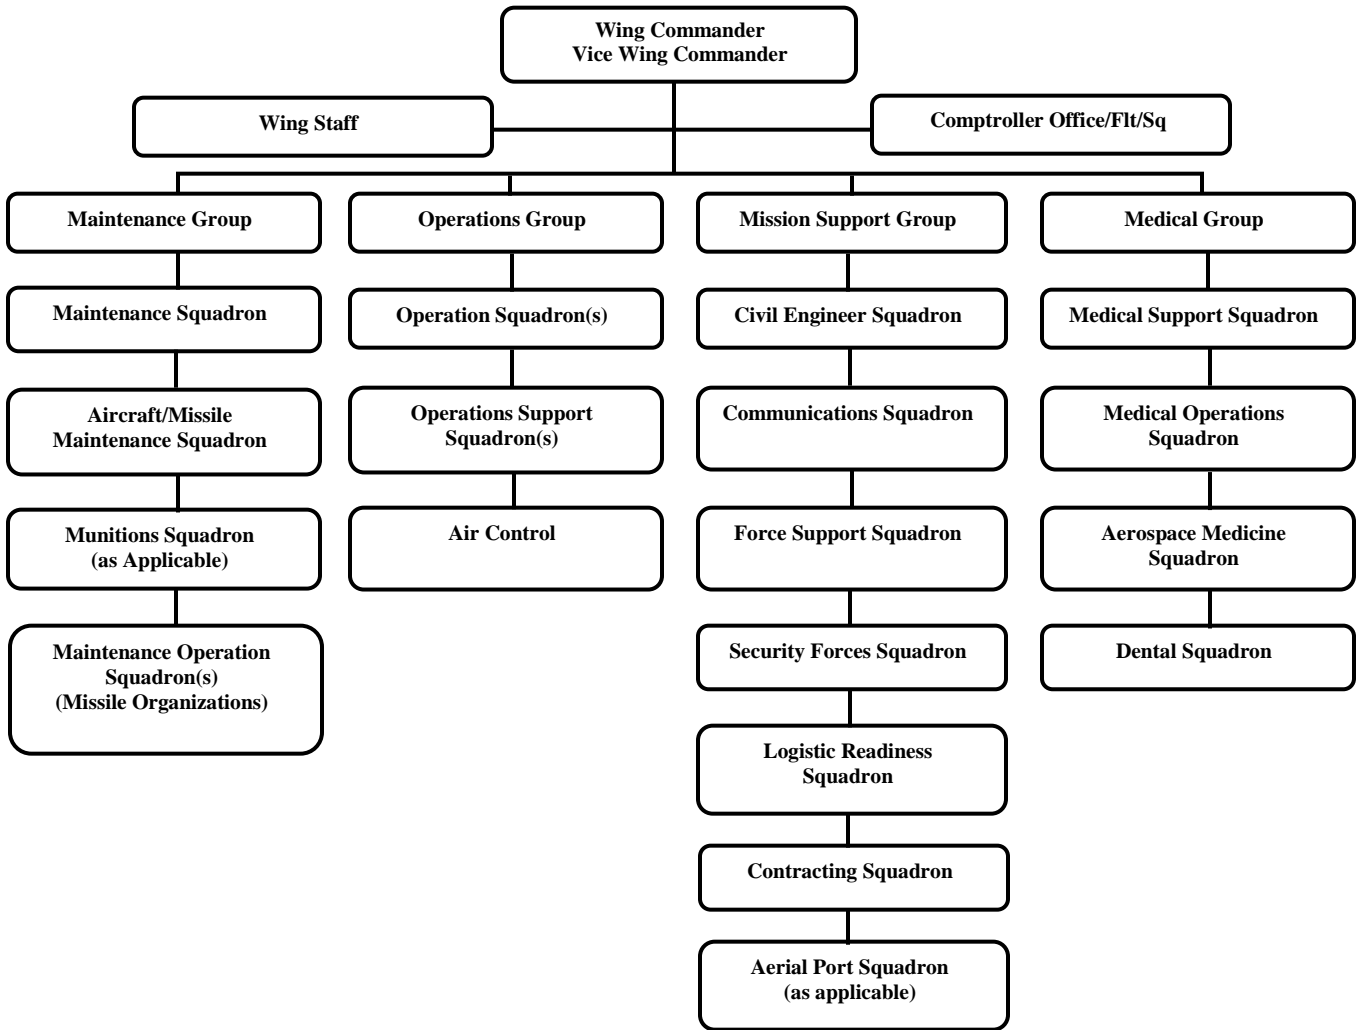 Wing Commander
Vice Wing Commander
Wing Staff
Comptroller Office/Flt/Sq
Maintenance Group
Operations Group
Mission Support Group
Medical Group
Maintenance Squadron
Operation Squadron(s)
Civil Engineer Squadron
Medical Support Squadron
Aircraft/Missile
Maintenance Squadron
Operations Support
Squadron(s)
Communications Squadron
Medical Operations
Squadron
Munitions Squadron
(as Applicable)
Air Control
Force Support Squadron
Aerospace Medicine
Squadron
Maintenance Operation
Squadron(s)
(Missile Organizations)
Security Forces Squadron
Dental Squadron
Logistic Readiness
Squadron
Contracting Squadron
Aerial Port Squadron
(as applicable)